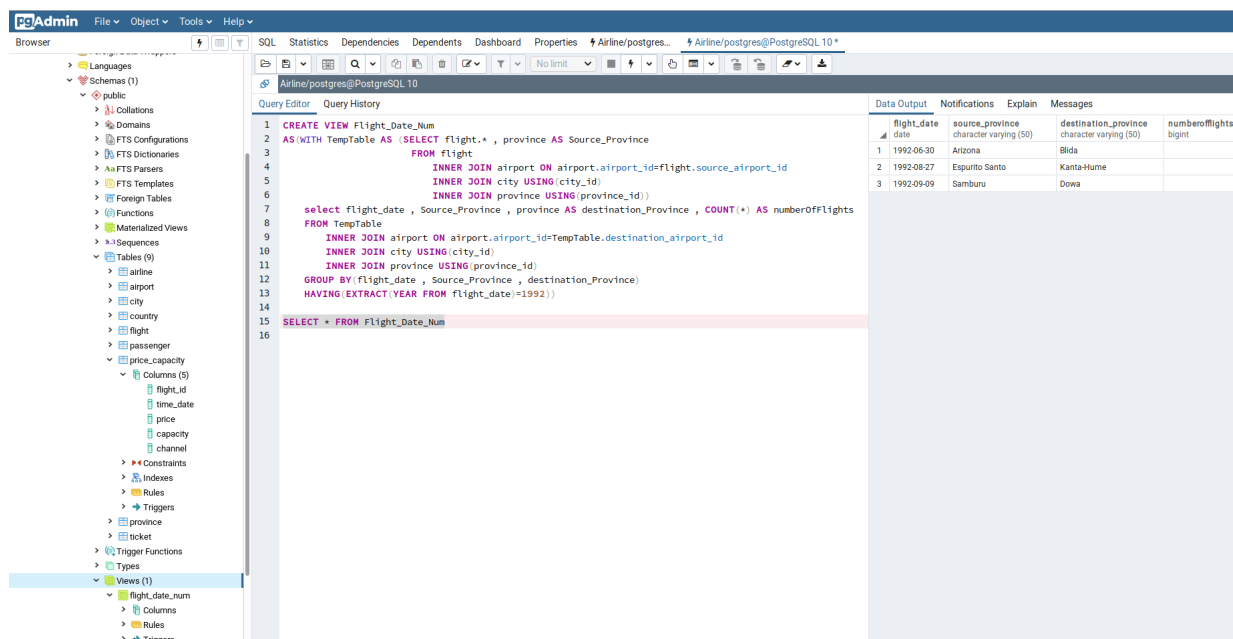 pgAdmin File Object Tools Help
Browser
SQL Statistics Dependencies Dependents Dashboard Properties Airline/postgres... Airline/postgres@PostgreSQL 10 *
Languages
Schemas (1)
public
Collations
Domains
FTS Configurations
FTS Dictionaries
FTS Parsers
FTS Templates
Foreign Tables
Functions
Materialized Views
Sequences
Tables (9)
airline
airport
city
country
flight
passenger
price_capacity
Columns (5)
flight_id
time_date
price
capacity
channel
Constraints
Indexes
Rules
Triggers
province
ticket
Trigger Functions
Types
Views (1)
flight_date_num
Columns
Rules
No limit
Airline/postgres@PostgreSQL 10
Query Editor Query History
1 CREATE VIEW Flight_Date_Num
2 AS(WITH TempTable AS (SELECT flight.* , province AS Source_Province
3 FROM flight
4 INNER JOIN airport ON airport.airport_id=flight.source_airport_id
5 INNER JOIN city USING(city_id)
6 INNER JOIN province USING(province_id))
7 select flight_date , Source_Province , province AS destination_Province , COUNT(*) AS numberOfFlights
8 FROM TempTable
9 INNER JOIN airport ON airport.airport_id=TempTable.destination_airport_id
10 INNER JOIN city USING(city_id)
11 INNER JOIN province USING(province_id)
12 GROUP BY(flight_date , Source_Province , destination_Province)
13 HAVING(EXTRACT(YEAR FROM flight_date)=1992))
14
15 SELECT * FROM Flight_Date_Num
16
Data Output Notifications Explain Messages
flight_date source_province destination_province numberofflights
date character varying (50) character varying (50) bigint
1 1992-06-30 Arizona Blida
2 1992-08-27 Espurito Santo Kanta-Hume
3 1992-09-09 Samburu Dowa